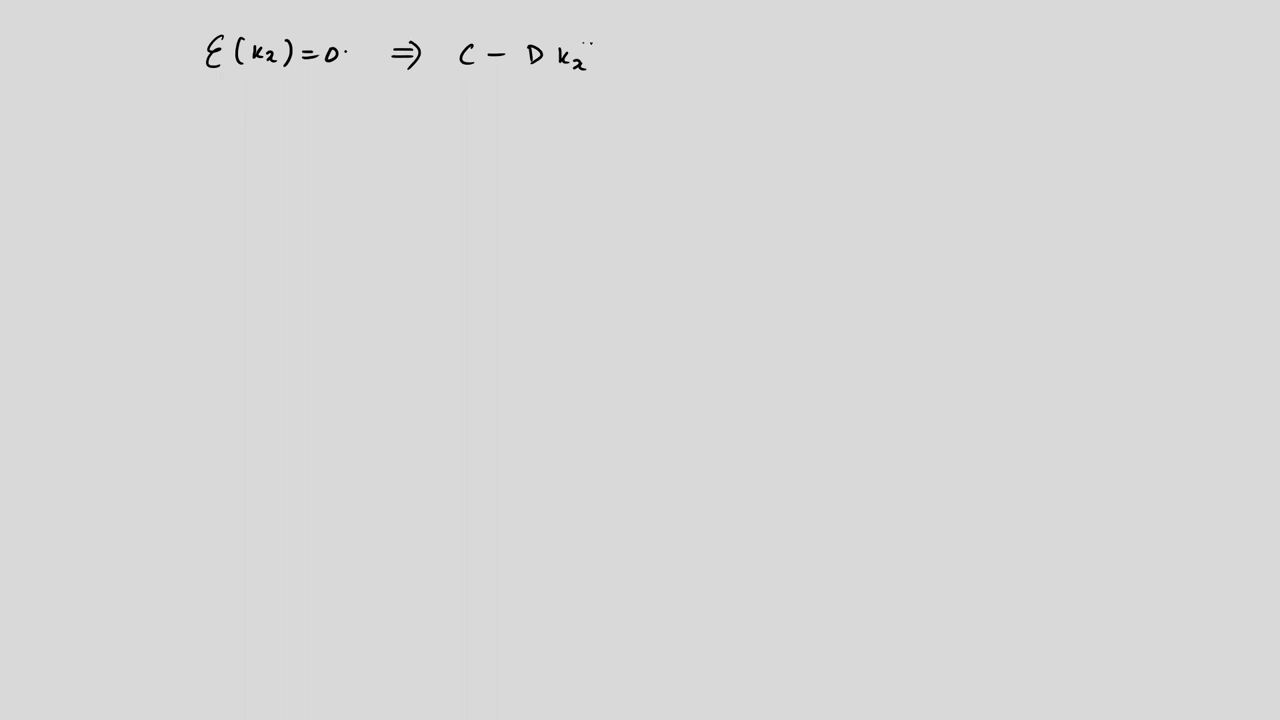 ℰ(k₂)=0. ⇒ C − D k₂